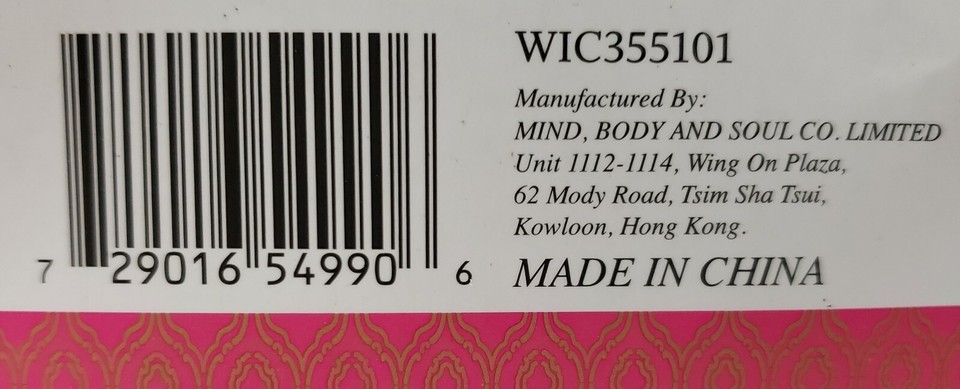 7 29016 54990 6
WIC355101
Manufactured By:
MIND, BODY AND SOUL CO. LIMITED
Unit 1112-1114, Wing On Plaza,
62 Mody Road, Tsim Sha Tsui,
Kowloon, Hong Kong.
MADE IN CHINA